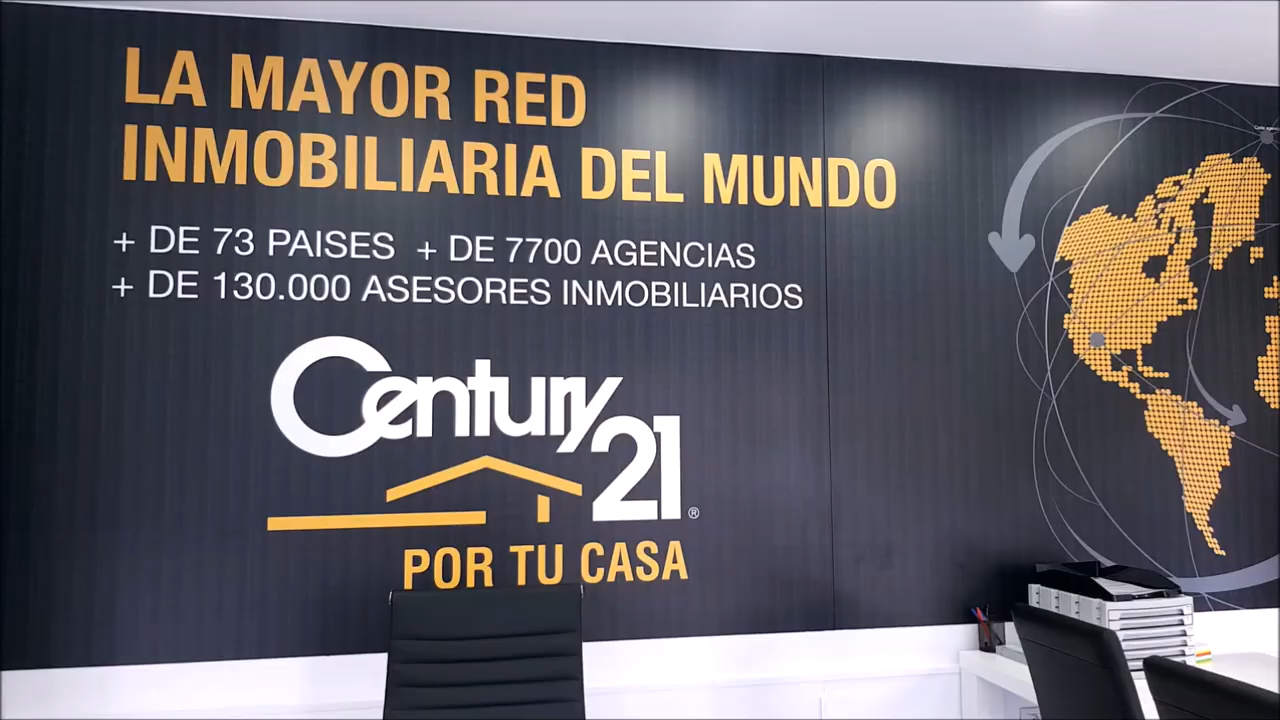 LA MAYOR RED
INMOBILIARIA DEL MUNDO
+ DE 73 PAISES + DE 7700 AGENCIAS
+ DE 130.000 ASESORES INMOBILIARIOS
Century
21®
POR TU CASA